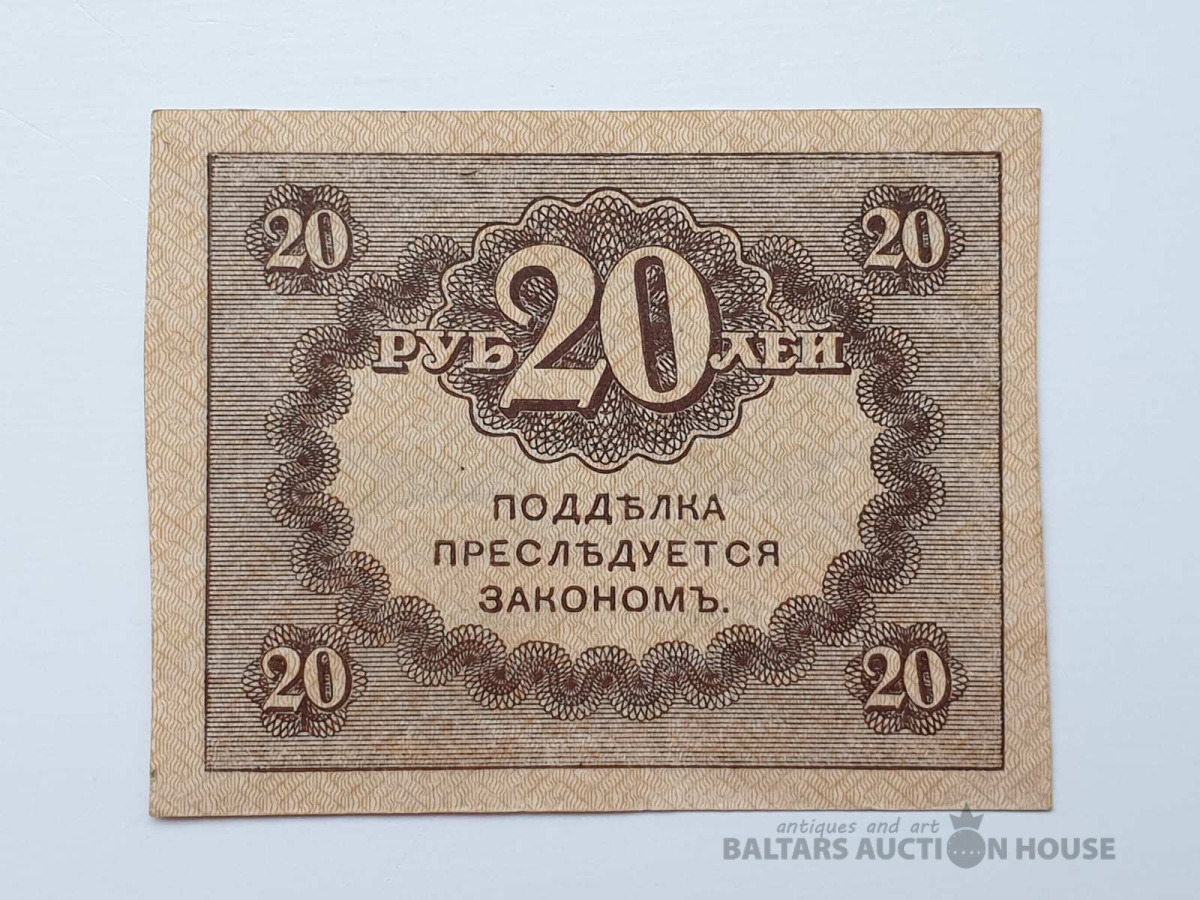 20 20
РУБ 20 ЛЕЙ
ПОДДѢЛКА
ПРЕСЛѢДУЕТСЯ
ЗАКОНОМЪ.
20 20
antiques and art
BALTARS AUCTION HOUSE